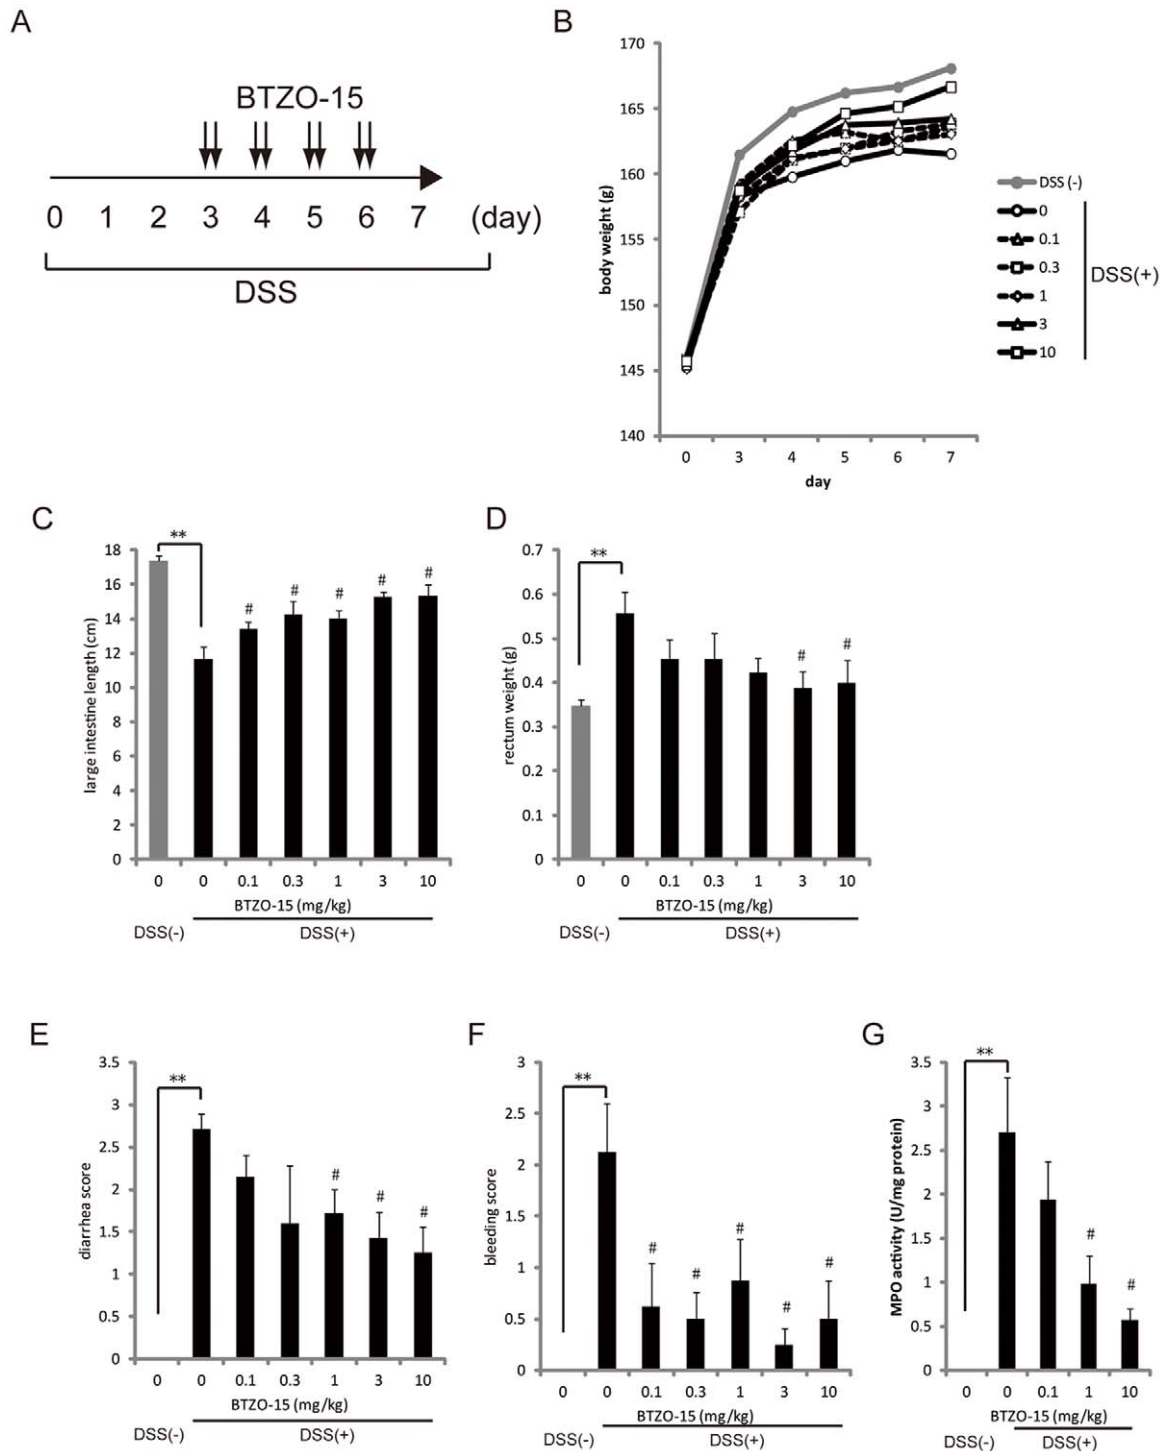 A
BTZO-15
0 1 2 3 4 5 6 7 (day)
DSS
B
170
165
160
155
150
145
140
body weight (g)
0 3 4 5 6 7
day
DSS (-)
0
0.1
0.3
1
3
10
DSS(+)
C
**
18
16
14
12
10
8
6
4
2
0
large intestine length (cm)
# # # # #
0 0 0.1 0.3 1 3 10
BTZO-15 (mg/kg)
DSS(-) DSS(+)
D
**
0.7
0.6
0.5
0.4
0.3
0.2
0.1
0
rectum weight (g)
# #
0 0 0.1 0.3 1 3 10
BTZO-15 (mg/kg)
DSS(-) DSS(+)
E
**
3.5
3
2.5
2
1.5
1
0.5
0
diarrhea score
# # #
0 0 0.1 0.3 1 3 10
BTZO-15 (mg/kg)
DSS(-) DSS(+)
F
**
3
2.5
2
1.5
1
0.5
0
bleeding score
# # # # #
0 0 0.1 0.3 1 3 10
BTZO-15 (mg/kg)
DSS(-) DSS(+)
G
**
3.5
3
2.5
2
1.5
1
0.5
0
MPO activity (U/mg protein)
# #
0 0 0.1 1 10
BTZO-15 (mg/kg)
DSS(-) DSS(+)